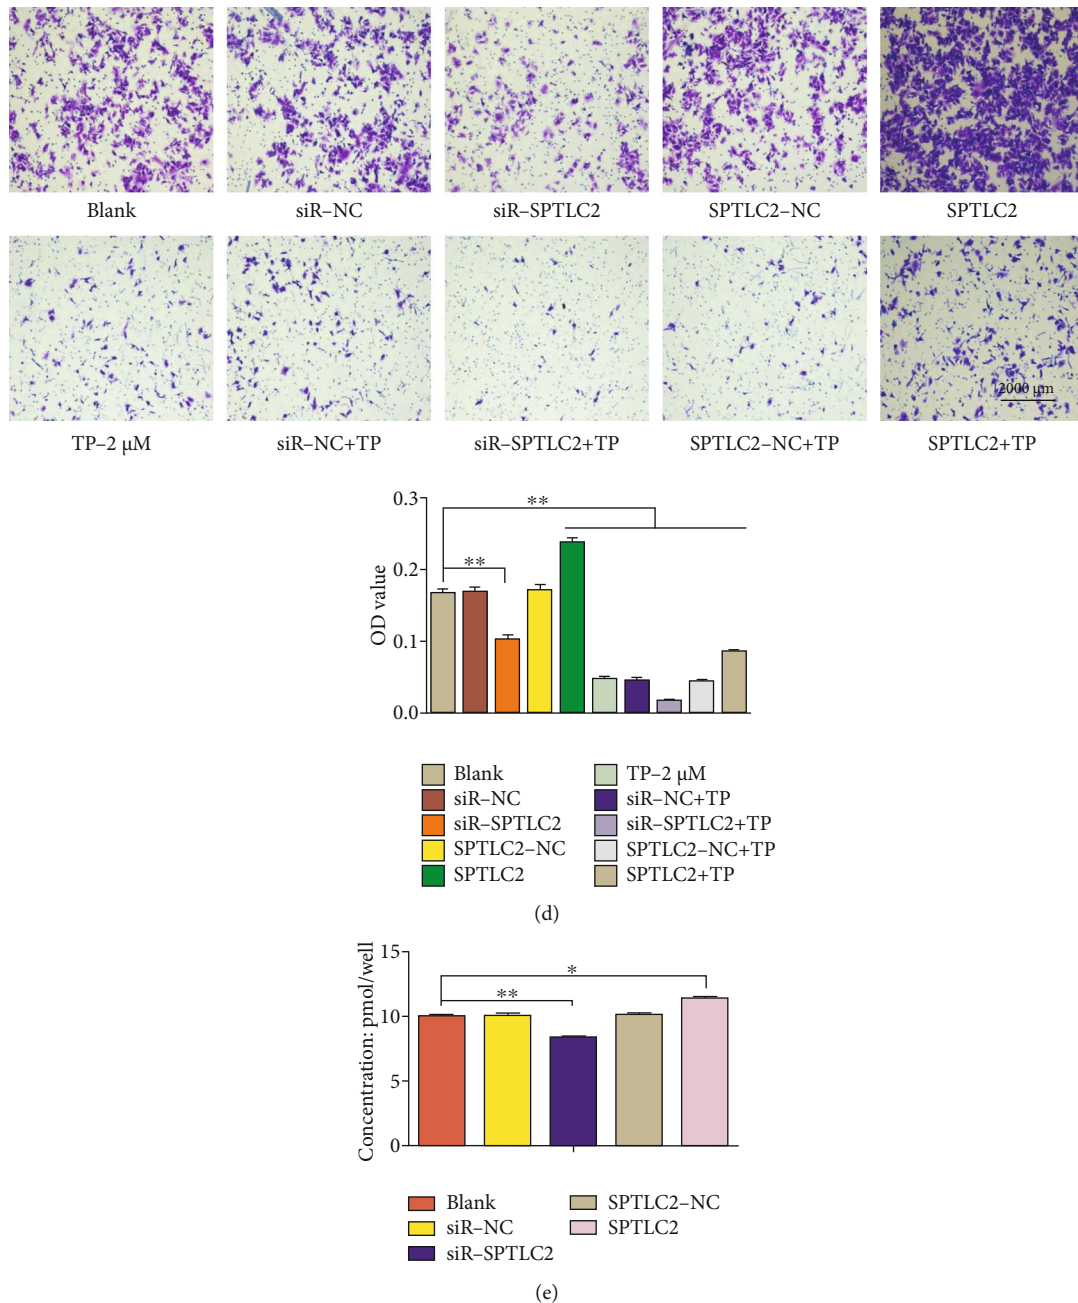 Blank
siR–NC
siR–SPTLC2
SPTLC2–NC
SPTLC2
2000 μm
TP–2 μM
siR–NC+TP
siR–SPTLC2+TP
SPTLC2–NC+TP
SPTLC2+TP
0.3
0.2
0.1
0.0
OD value
**
**
Blank
siR–NC
siR–SPTLC2
SPTLC2–NC
SPTLC2
TP–2 μM
siR–NC+TP
siR–SPTLC2+TP
SPTLC2–NC+TP
SPTLC2+TP
(d)
15
10
5
0
Concentration: pmol/well
*
**
Blank
siR–NC
siR–SPTLC2
SPTLC2–NC
SPTLC2
(e)